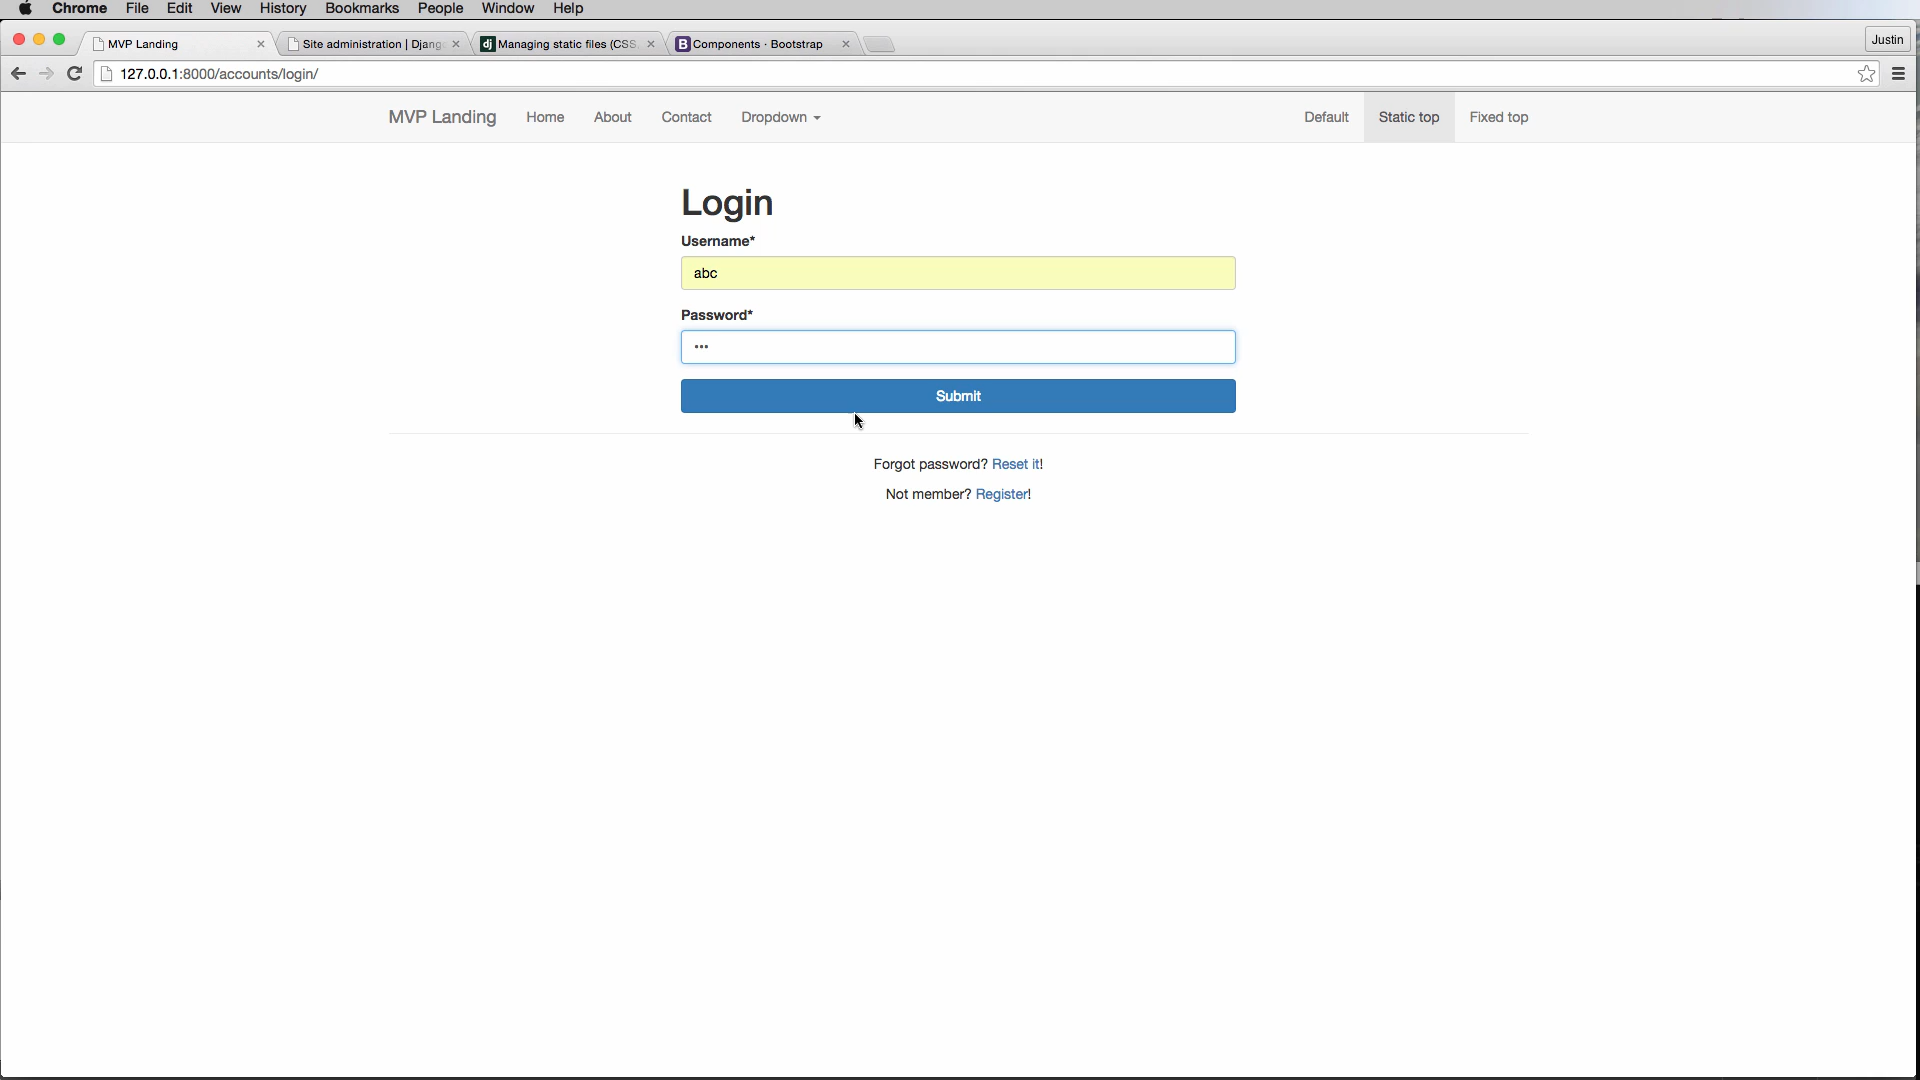 Chrome File Edit View History Bookmarks People Window Help
MVP Landing Site administration | Djang Managing static files (CSS, Components · Bootstrap Justin
127.0.0.1:8000/accounts/login/
MVP Landing Home About Contact Dropdown Default Static top Fixed top
Login
Username*
abc
Password*
•••
Submit
Forgot password? Reset it!
Not member? Register!